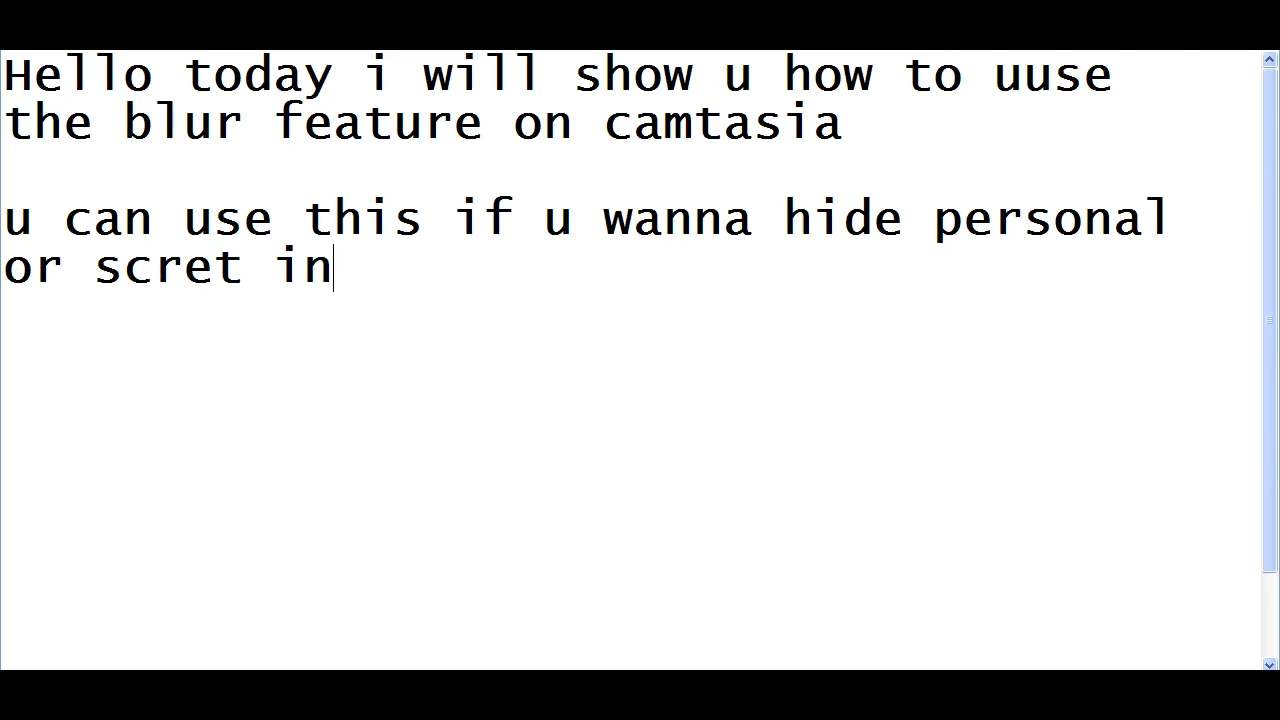 Hello today i will show u how to uuse
the blur feature on camtasia
u can use this if u wanna hide personal
or scret in